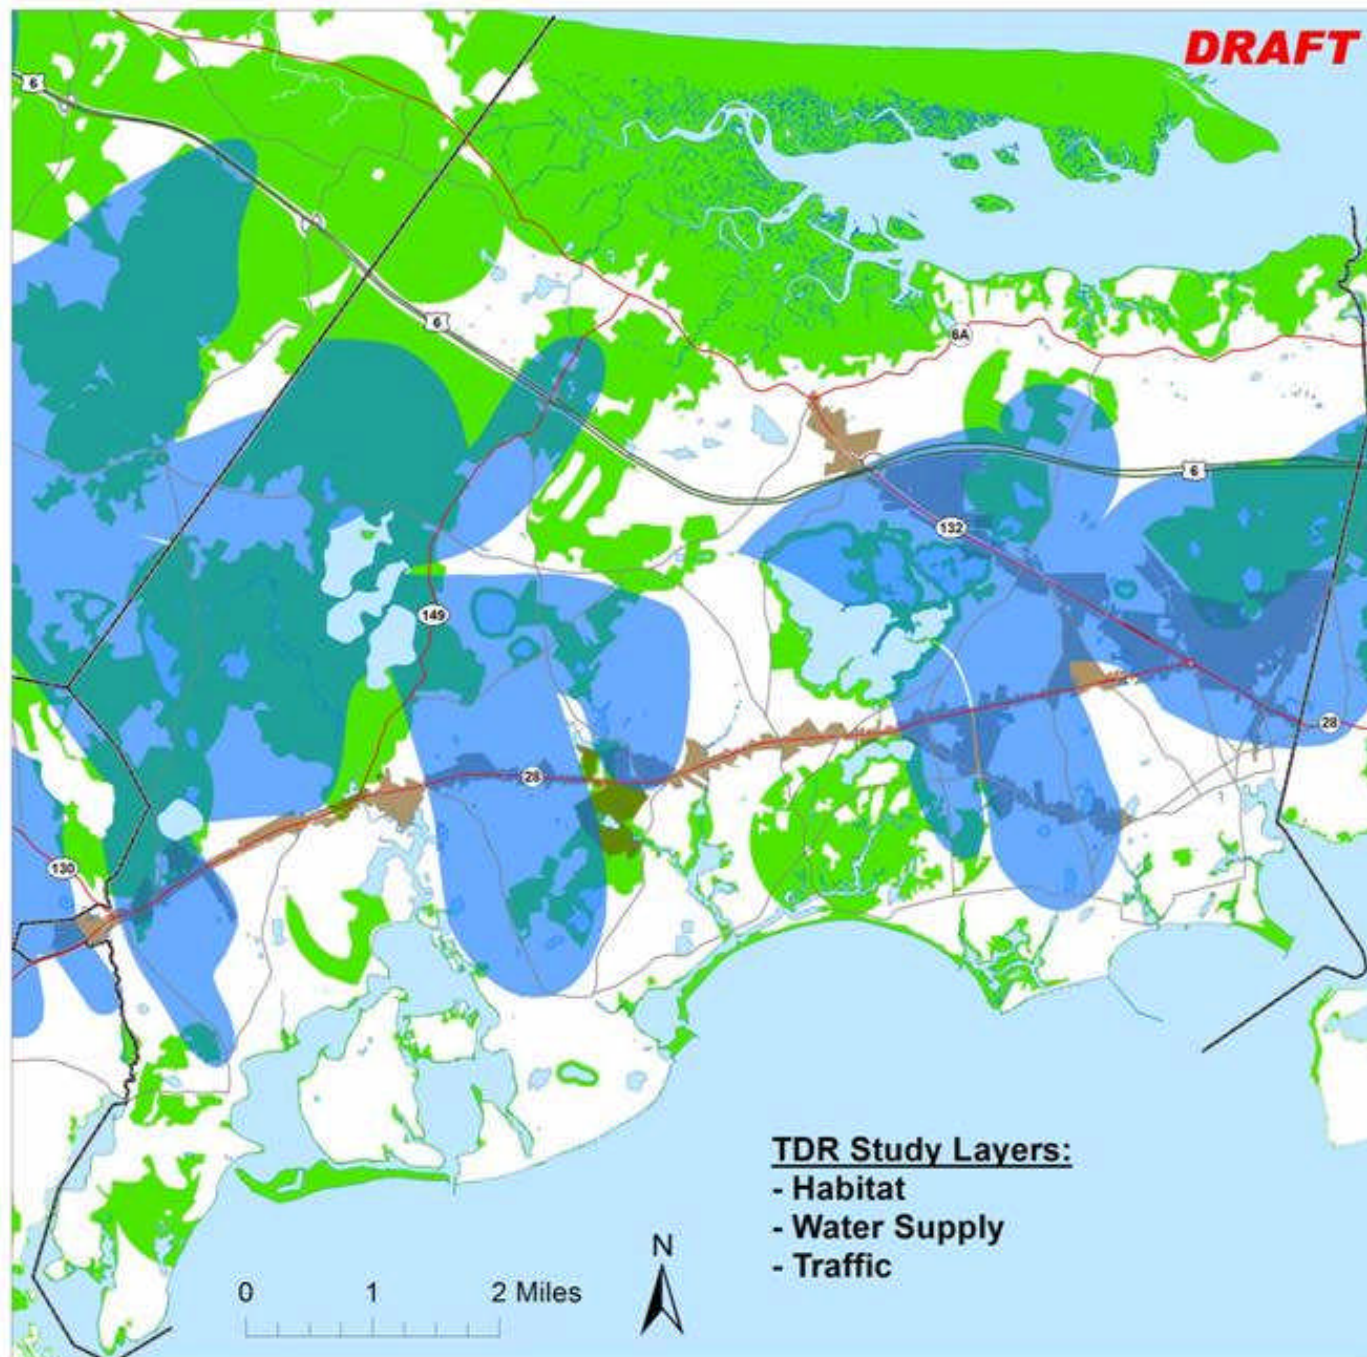 DRAFT
6
6
6A
6
132
149
28
28
130
TDR Study Layers:
- Habitat
- Water Supply
- Traffic
N
0 1 2 Miles